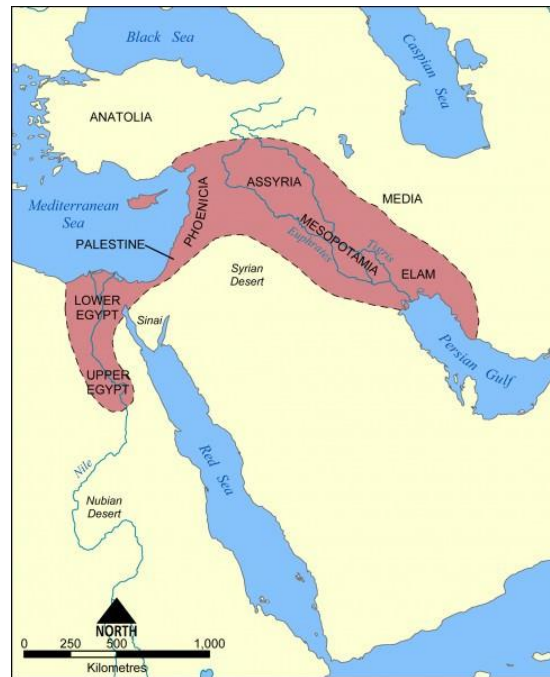 Black Sea
Caspian Sea
ANATOLIA
ASSYRIA
MEDIA
Mediterranean
Sea
PHOENICIA
MESOPOTAMIA
Tigris
Euphrates
PALESTINE
ELAM
Syrian
Desert
LOWER
EGYPT
Sinai
Persian Gulf
UPPER
EGYPT
Red Sea
Nile
Nubian
Desert
NORTH
0 250 500 1,000
Kilometres